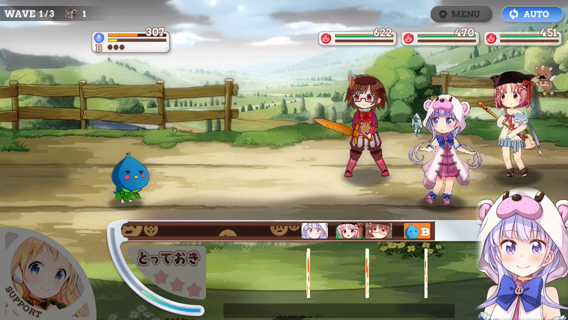 WAVE 1/3
1
MENU
AUTO
307
B
622
470
451
B
とっておき
SUPPORT